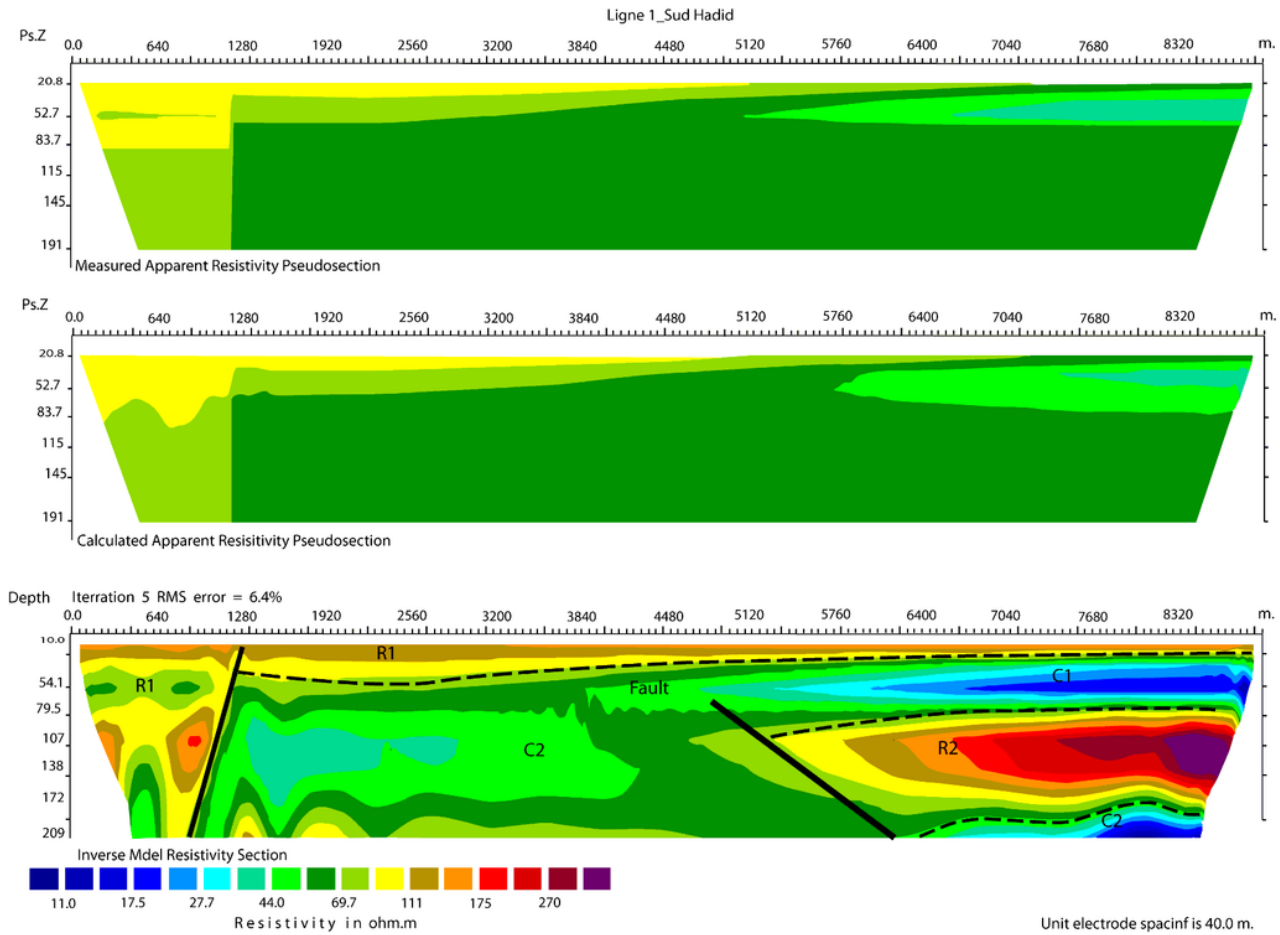 Ligne 1_Sud Hadid
Ps.Z 0.0 640 1280 1920 2560 3200 3840 4480 5120 5760 6400 7040 7680 8320 m.
20.8
52.7
83.7
115
145
191
Measured Apparent Resistivity Pseudosection
Ps.Z 0.0 640 1280 1920 2560 3200 3840 4480 5120 5760 6400 7040 7680 8320 m.
20.8
52.7
83.7
115
145
191
Calculated Apparent Resisitivity Pseudosection
Depth Iterration 5 RMS error = 6.4%
0.0 640 1280 1920 2560 3200 3840 4480 5120 5760 6400 7040 7680 8320 m.
10.0
R1
R1
54.1
Fault
C1
79.5
107
C2
R2
138
172
C2
209
Inverse Mdel Resistivity Section
11.0 17.5 27.7 44.0 69.7 111 175 270
Resistivity in ohm.m
Unit electrode spacinf is 40.0 m.